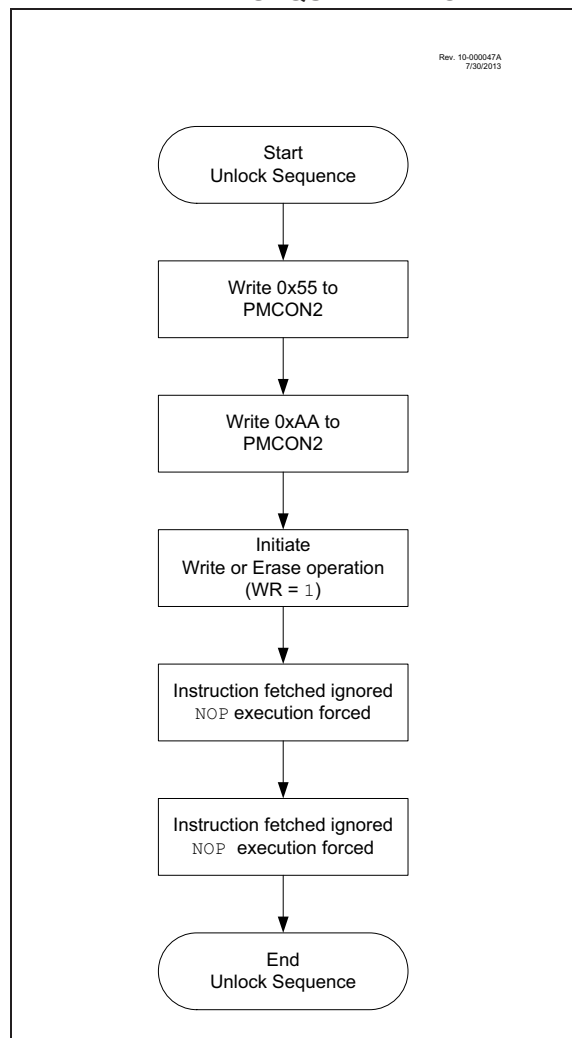 Rev. 10-000047A
7/30/2013
Start
Unlock Sequence
Write 0x55 to
PMCON2
Write 0xAA to
PMCON2
Initiate
Write or Erase operation
(WR = 1)
Instruction fetched ignored
NOP execution forced
Instruction fetched ignored
NOP execution forced
End
Unlock Sequence